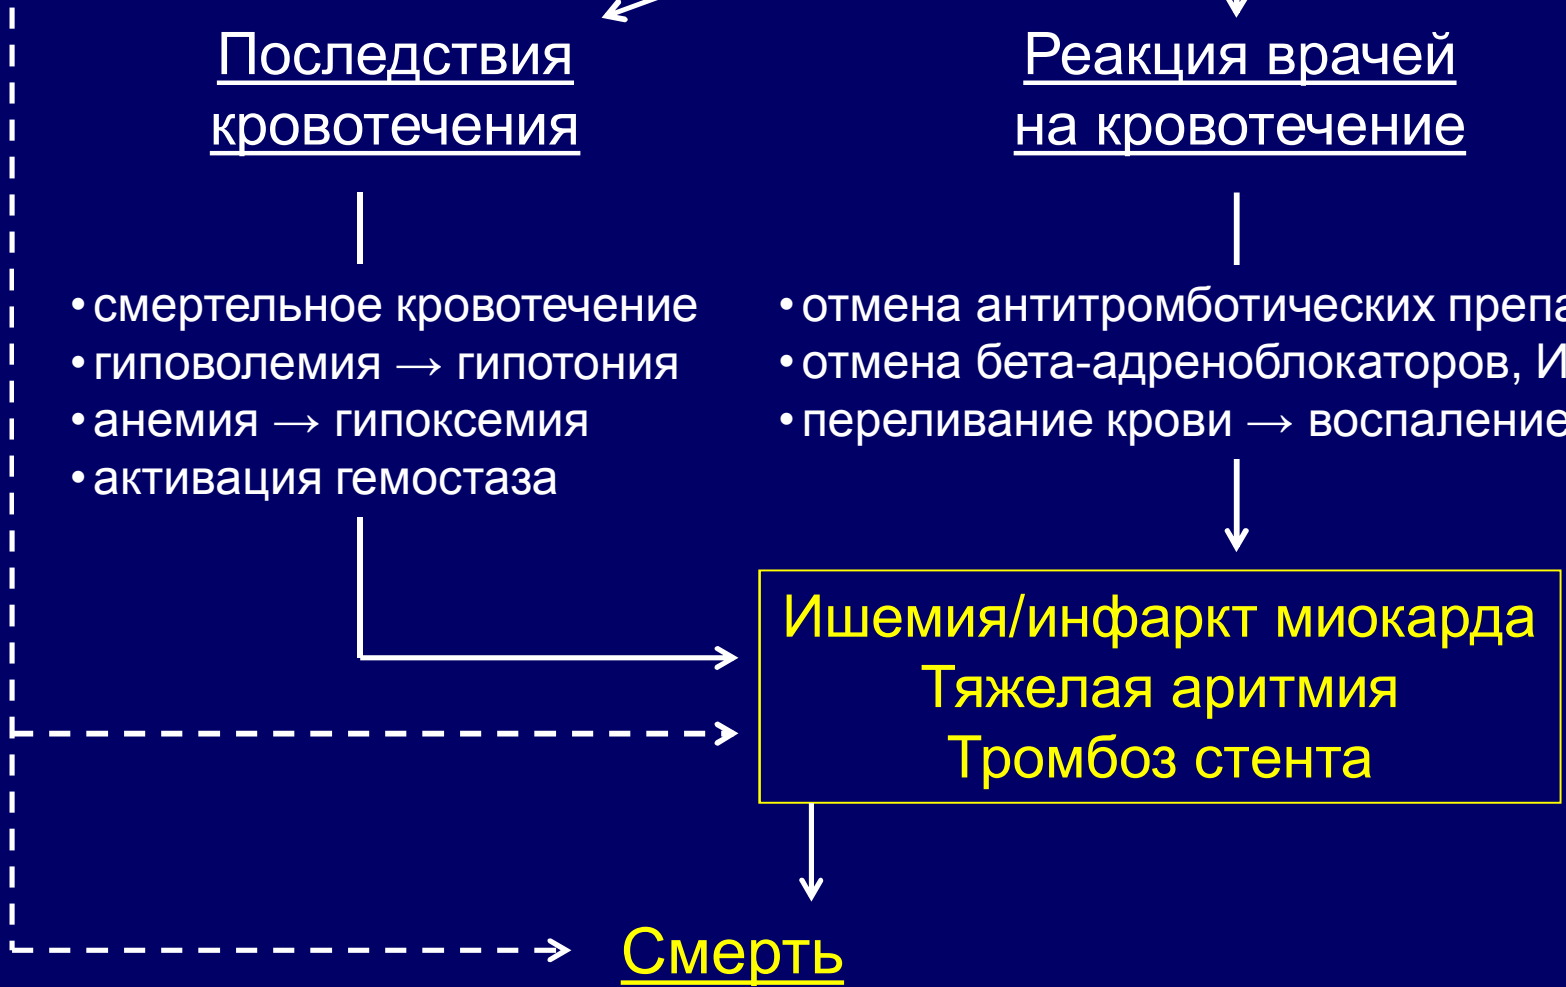 Последствия
кровотечения
Реакция врачей
на кровотечение
• смертельное кровотечение
• гиповолемия → гипотония
• анемия → гипоксемия
• активация гемостаза
• отмена антитромботических
• отмена бета-адреноблокаторов,
• переливание крови → воспаление
Ишемия/инфаркт миокарда
Тяжелая аритмия
Тромбоз стента
Смерть